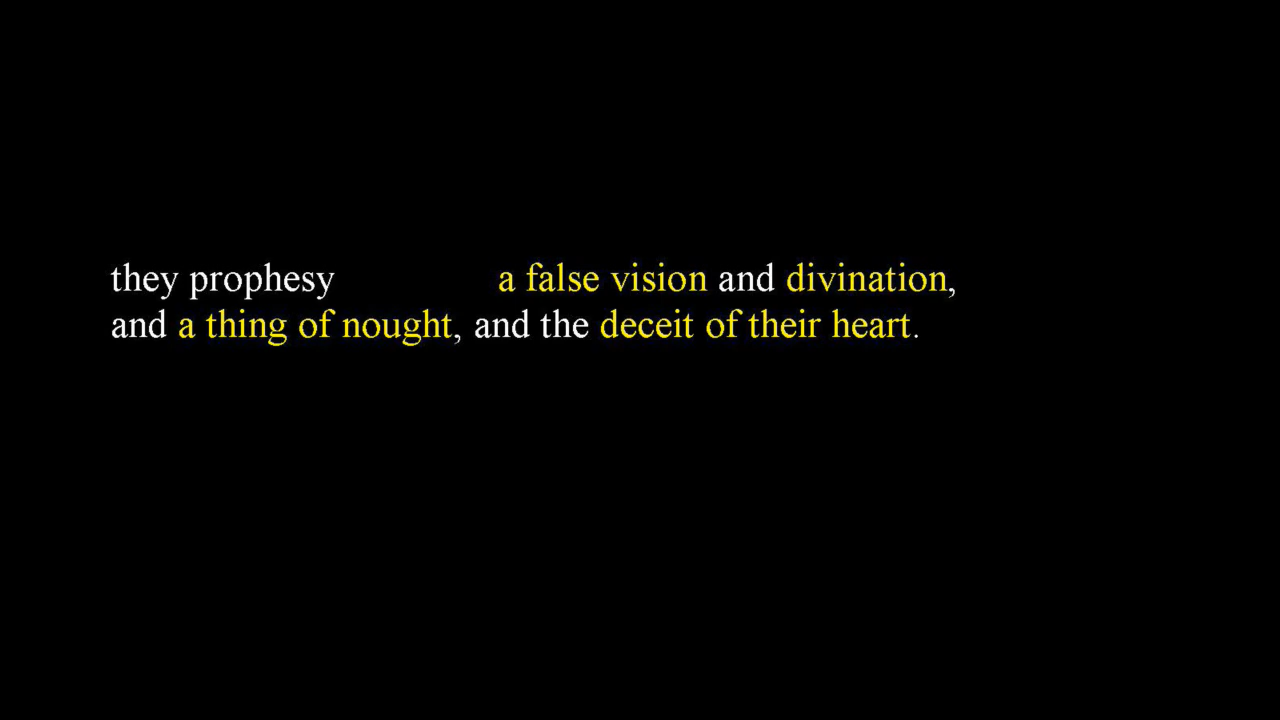 they prophesy a false vision and divination,
and a thing of nought, and the deceit of their heart.